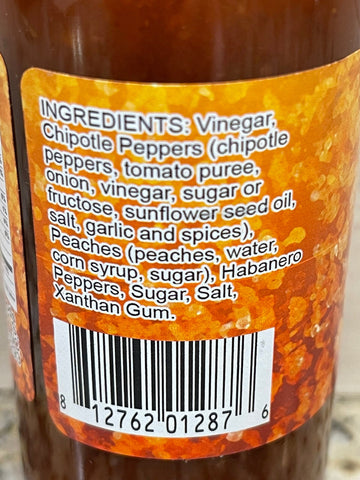 INGREDIENTS: Vinegar,
Chipotle Peppers (chipotle
peppers, tomato puree,
onion, vinegar, sugar or
fructose, sunflower seed oil,
salt, garlic and spices),
Peaches (peaches, water,
corn syrup, sugar), Habanero
Peppers, Sugar, Salt,
Xanthan Gum.
8 12762 01287 6